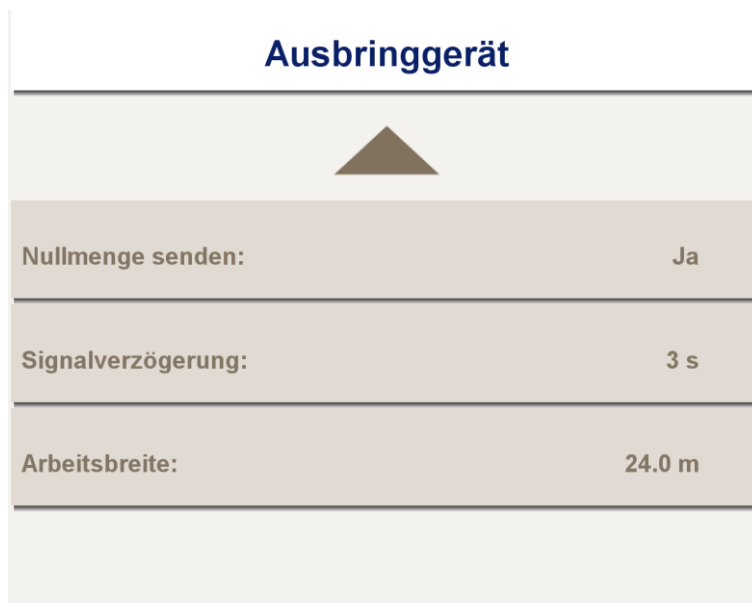 Ausbringgerät
Nullmenge senden: Ja
Signalverzögerung: 3 s
Arbeitsbreite: 24.0 m